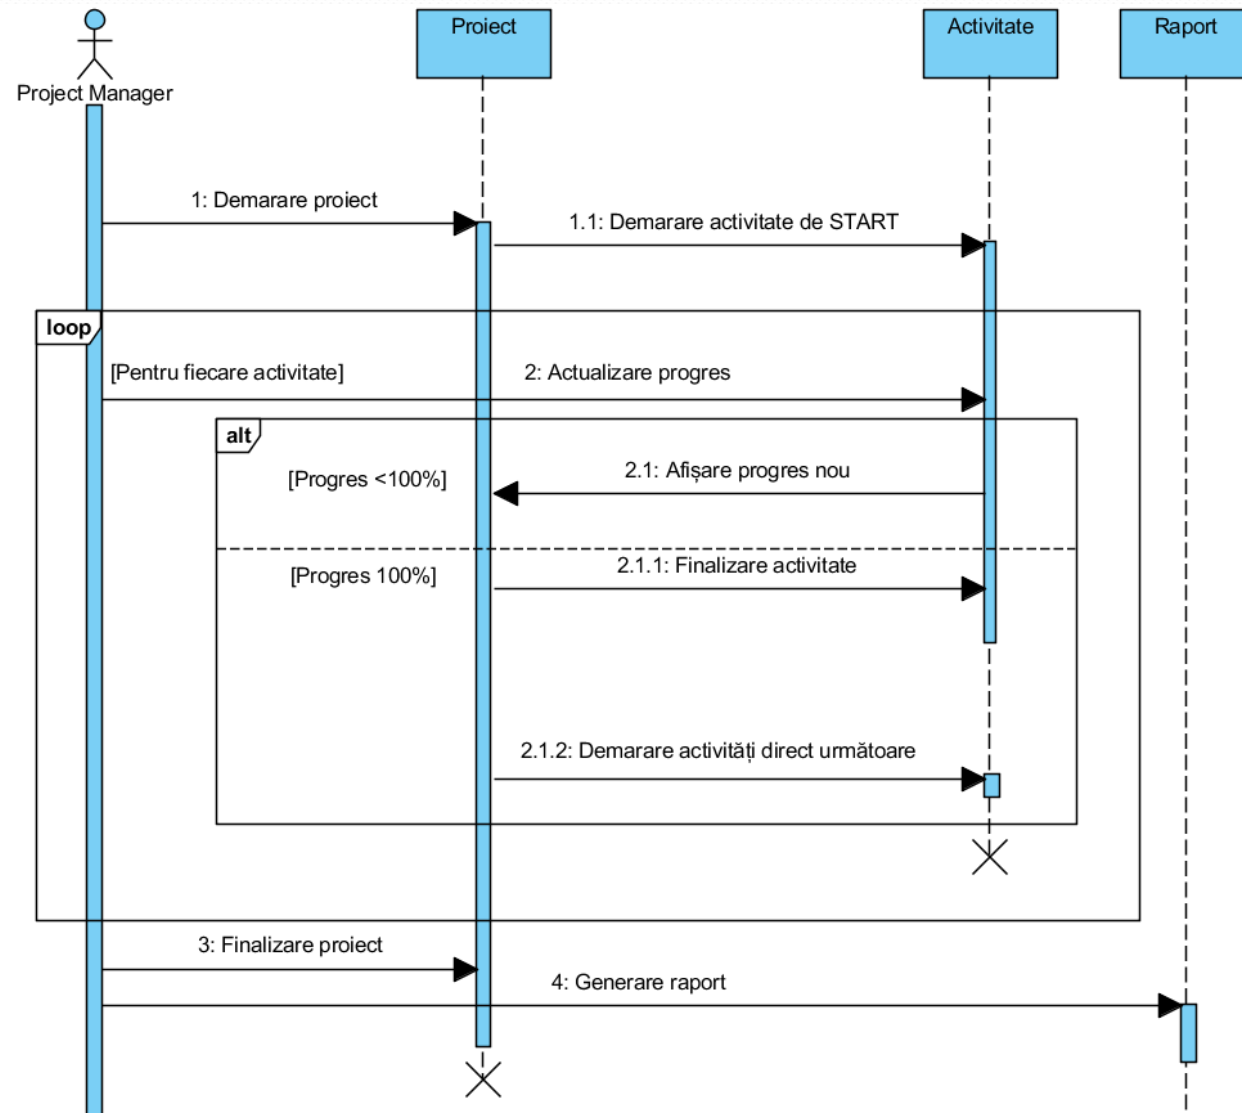 Proiect
Activitate
Raport
Project Manager
1: Demarare proiect
1.1: Demarare activitate de START
loop
[Pentru fiecare activitate]
2: Actualizare progres
alt
[Progres <100%]
2.1: Afișare progres nou
[Progres 100%]
2.1.1: Finalizare activitate
2.1.2: Demarare activități direct următoare
3: Finalizare proiect
4: Generare raport